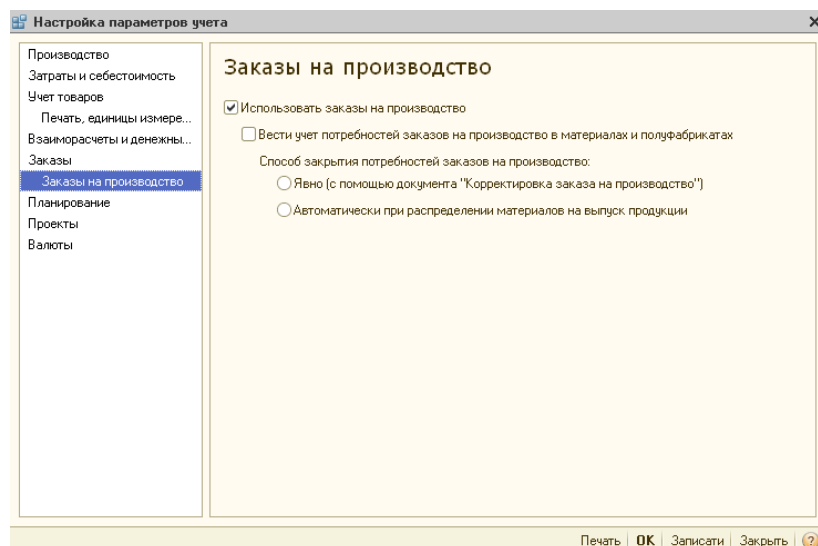 Настройка параметров учета
Производство
Затраты и себестоимость
Учет товаров
Печать, единицы измере...
Взаиморасчеты и денежны...
Заказы
Заказы на производство
Планирование
Проекты
Валюты
Заказы на производство
Использовать заказы на производство
Вести учет потребностей заказов на производство в материалах и полуфабрикатах
Способ закрытия потребностей заказов на производство:
Явно (с помощью документа "Корректировка заказа на производство")
Автоматически при распределении материалов на выпуск продукции
Печать OK Записати Закрыть ?